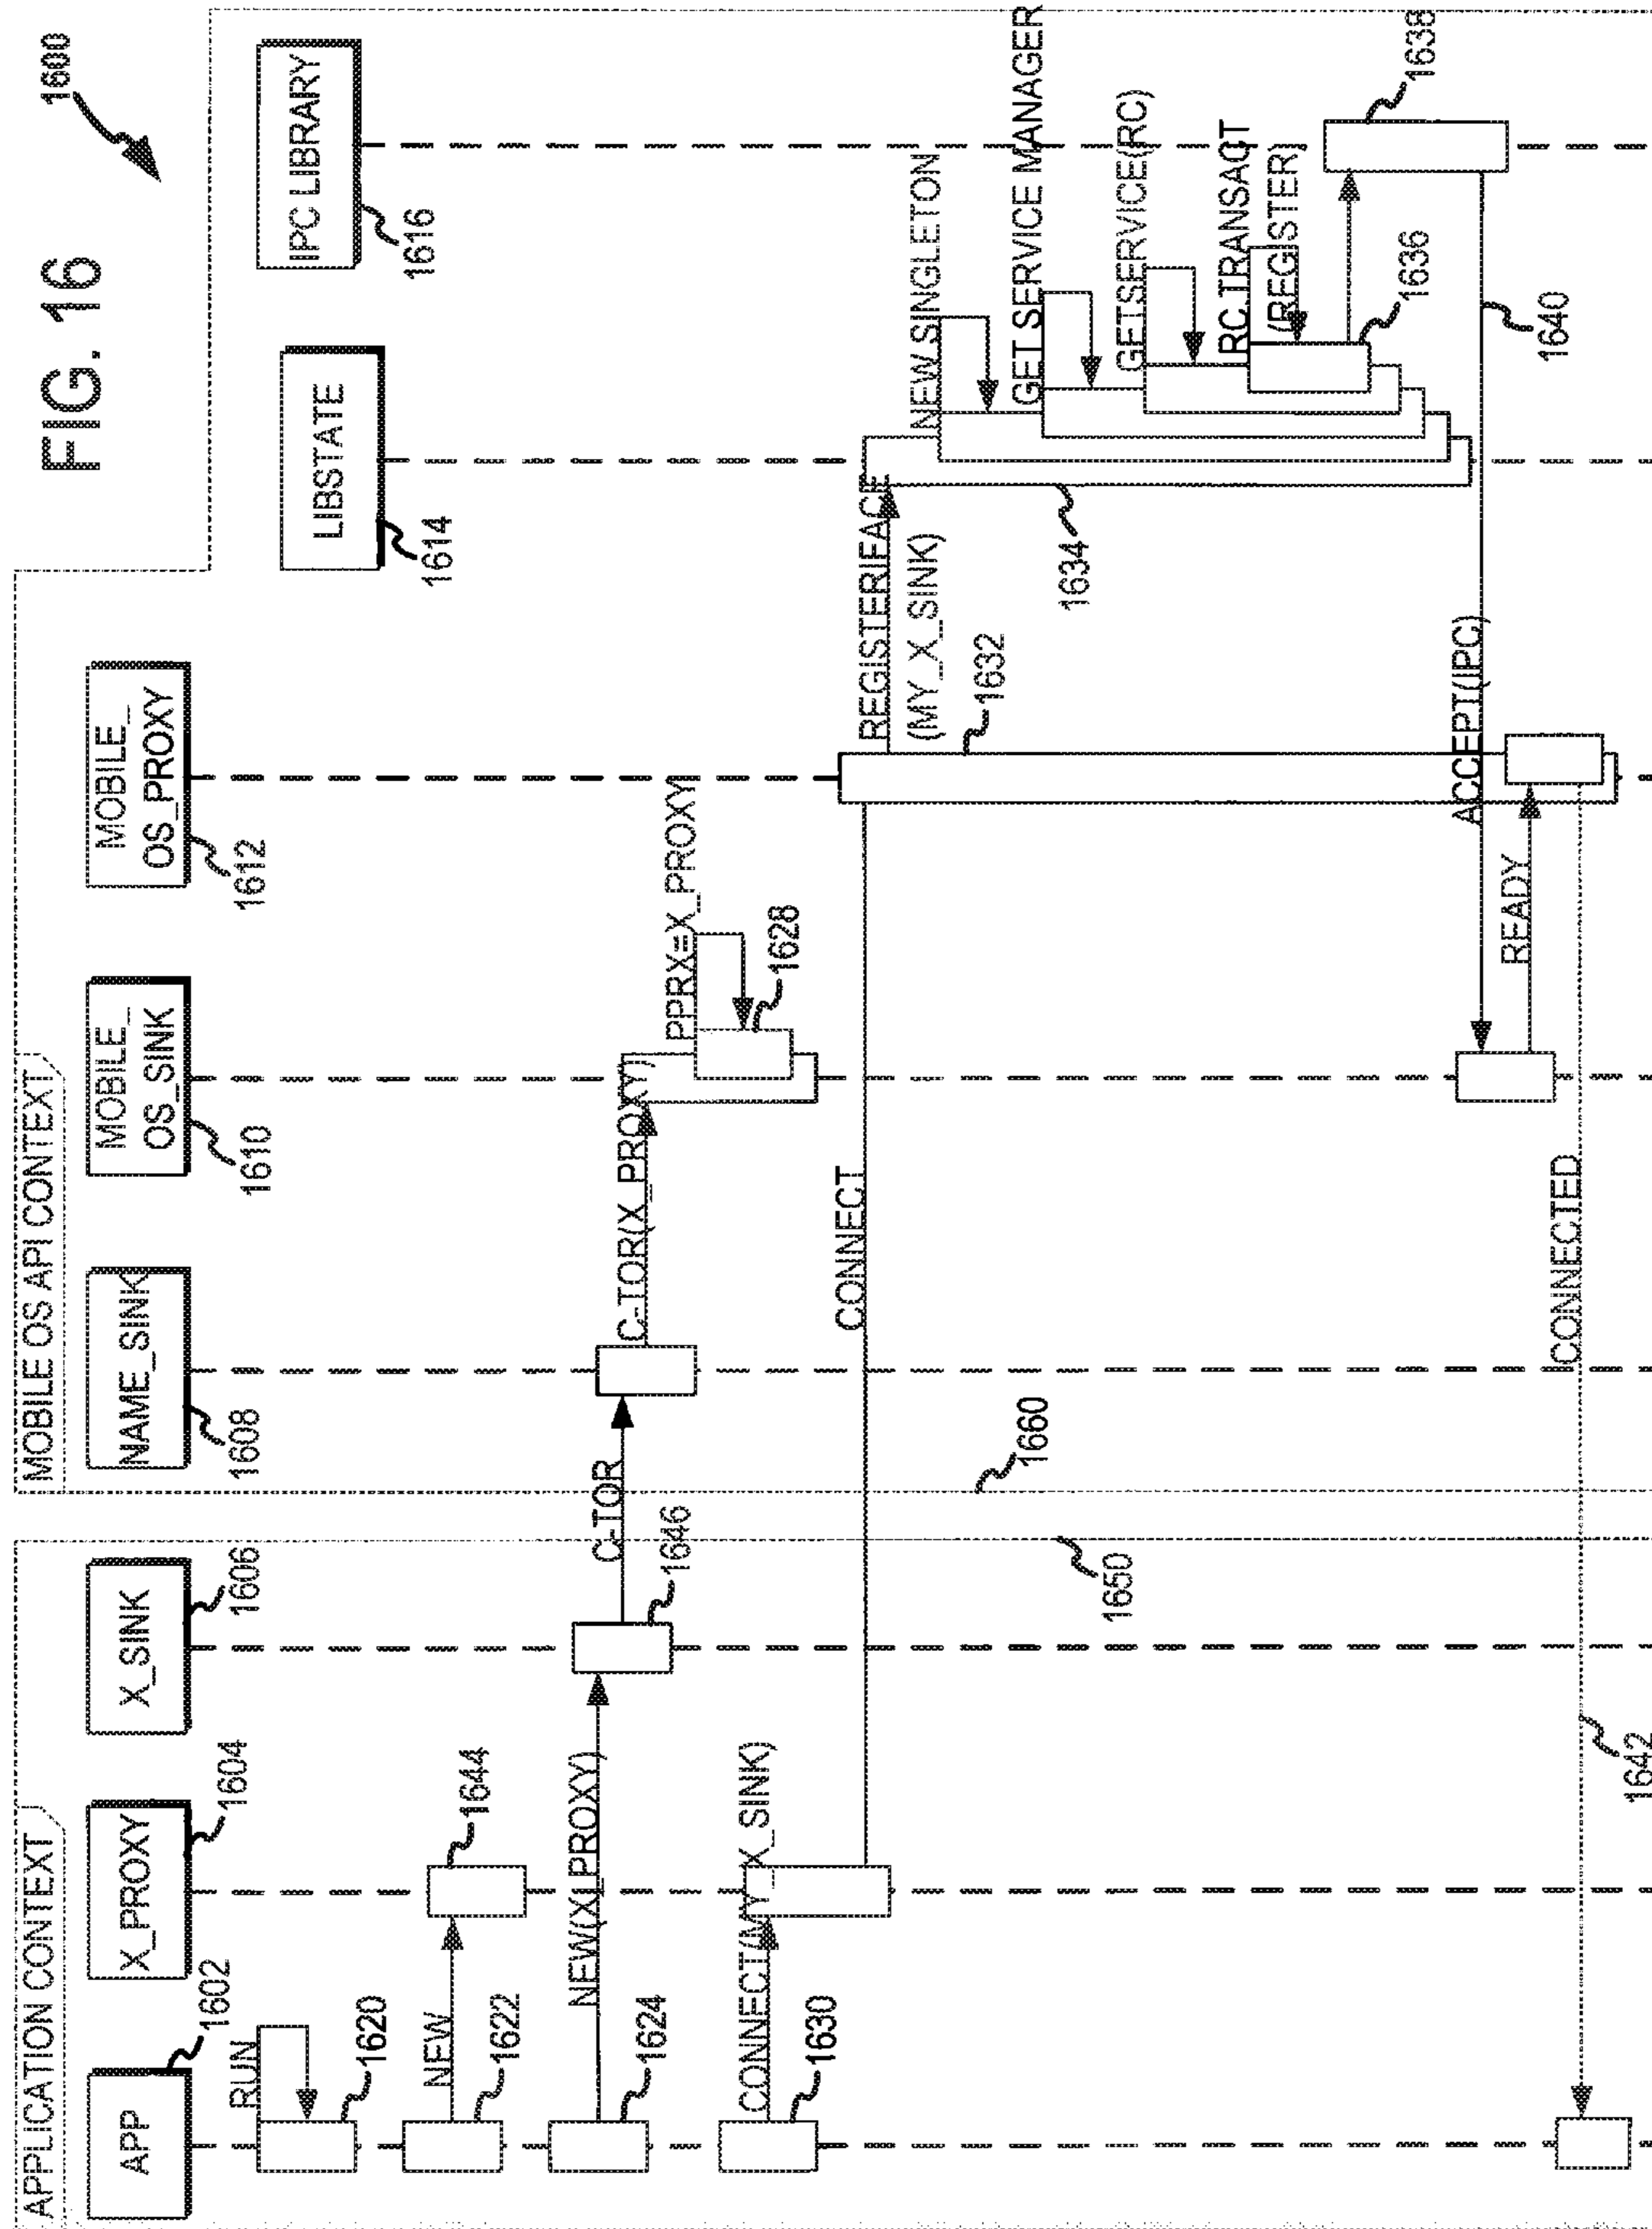 FIG. 16
1600
APPLICATION CONTEXT
MOBILE OS API CONTEXT
APP
1602
X_PROXY
1604
X_SINK
1606
NAME_SINK
1608
MOBILE_
OS_SINK
1610
MOBILE_
OS_PROXY
1612
LIBSTATE
1614
IPC LIBRARY
1616
RUN
1620
NEW
1622
1644
NEW(X_PROXY)
1624
C-TOR
1646
C-TOR(X_PROXY)
PPRX=X_PROXY
1628
CONNECT(MY_X_SINK)
1630
CONNECT
REGISTERIFACE
(MY_X_SINK)
1632
1634
NEW SINGLETON
GET SERVICE MANAGER
GETSERVICE(RC)
RC.TRANSACT
(REGISTER)
1636
1638
1640
ACCEPT(IPC)
READY
CONNECTED
1642
1650
1660